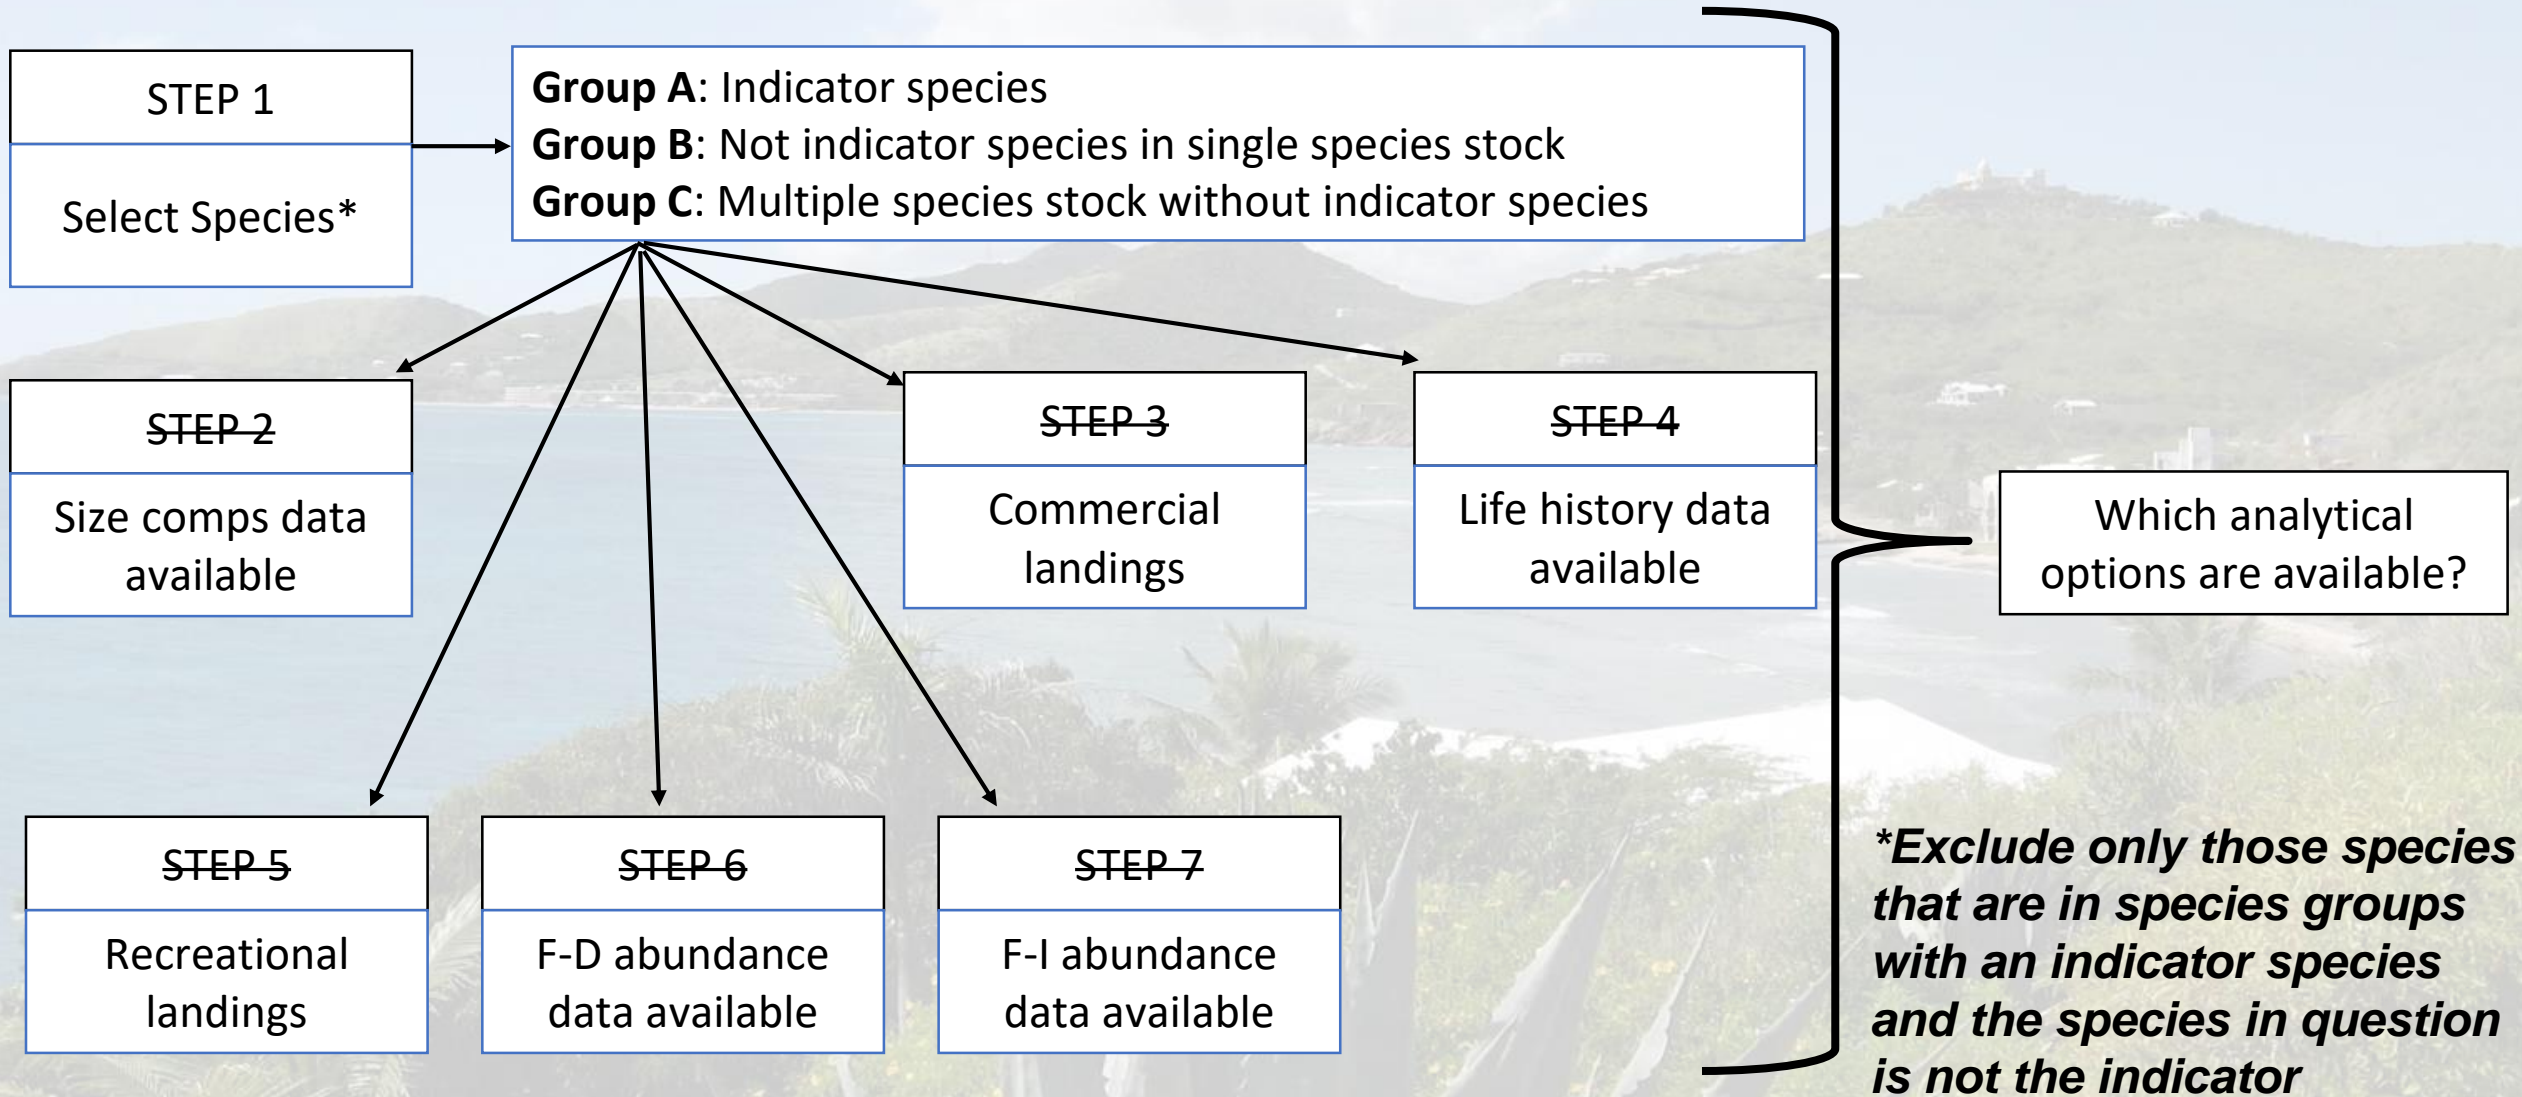 STEP 1
Select Species*
Group A: Indicator species
Group B: Not indicator species in single species stock
Group C: Multiple species stock without indicator species
STEP 2
Size comps data
available
STEP 3
Commercial
landings
STEP 4
Life history data
available
Which analytical
options are available?
STEP 5
Recreational
landings
STEP 6
F-D abundance
data available
STEP 7
F-I abundance
data available
*Exclude only those species
that are in species groups
with an indicator species
and the species in question
is not the indicator